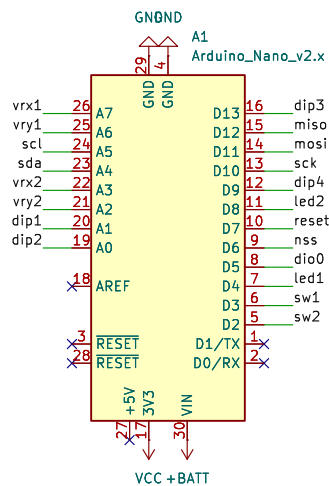 GND GND
A1
Arduino_Nano_v2.x
29 GND
4 GND
vrx1 26 A7
vry1 25 A6
scl 24 A5
sda 23 A4
vrx2 22 A3
vry2 21 A2
dip1 20 A1
dip2 19 A0
18 AREF
3 RESET
28 RESET
D13 16 dip3
D12 15 miso
D11 14 mosi
D10 13 sck
D9 12 dip4
D8 11 led2
D7 10 reset
D6 9 nss
D5 8 dio0
D4 7 led1
D3 6 sw1
D2 5 sw2
D1/TX 1
D0/RX 2
+5V 27
3V3 17
VIN 30
VCC +BATT